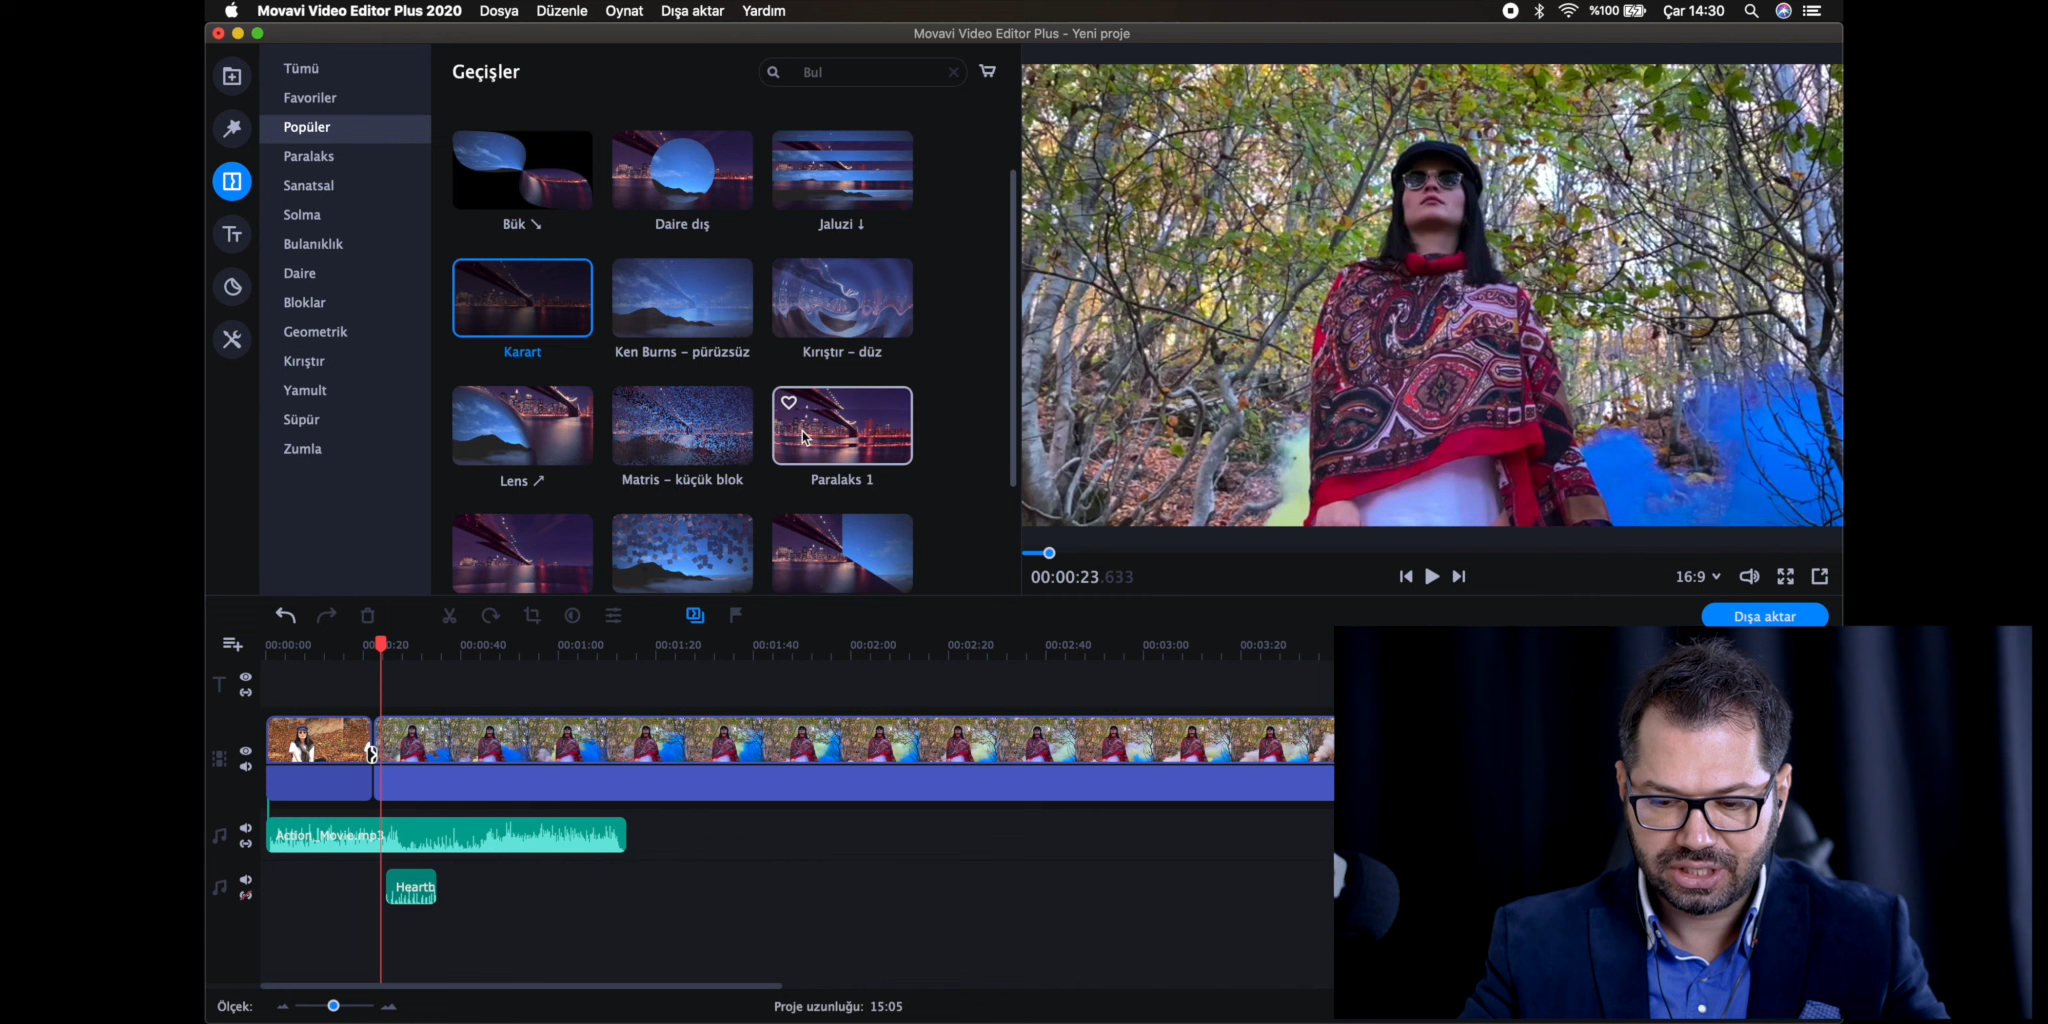 Movavi Video Editor Plus 2020 Dosya Düzenle Oynat Dışa aktar Yardım %100 Çar 14:30
Movavi Video Editor Plus - Yeni proje
Tümü
Favoriler
Popüler
Paralaks
Sanatsal
Solma
Bulanıklık
Daire
Bloklar
Geometrik
Kırıştır
Yamult
Süpür
Zumla
Geçişler
Bul
Bük ↘
Daire dış
Jaluzi ↓
Karart
Ken Burns – pürüzsüz
Kırıştır – düz
Lens ↗
Matris – küçük blok
Paralaks 1
00:00:23.633
16:9
Dışa aktar
00:00:00 00:00:20 00:00:40 00:01:00 00:01:20 00:01:40 00:02:00 00:02:20 00:02:40 00:03:00 00:03:20
Action_Movie.mp3
Heartb
Ölçek:
Proje uzunluğu: 15:05